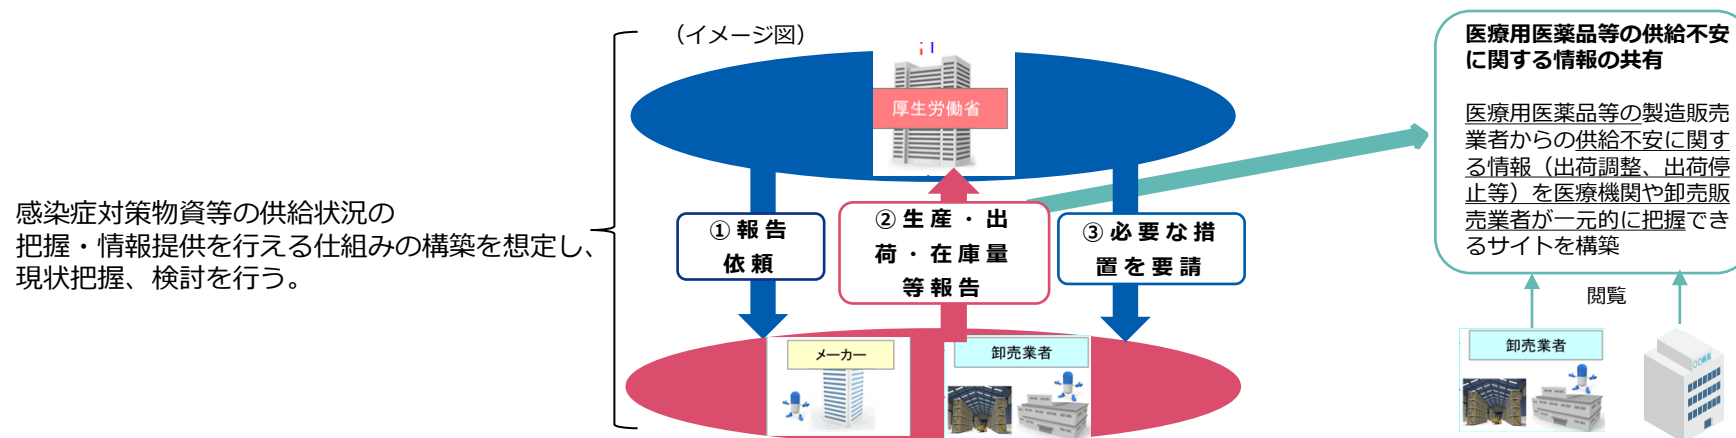 感染症対策物資等の供給状況の
把握・情報提供を行える仕組みの構築を想定し、
現状把握、検討を行う。
(イメージ図)
厚生労働省
①報告
依頼
②生産・出
荷・在庫量
等報告
③必要な措
置を要請
メーカー
卸売業者
医療用医薬品等の供給不安
に関する情報の共有
医療用医薬品等の製造販売
業者からの供給不安に関す
る情報(出荷調整、出荷停
止等)を医療機関や卸売販
売業者が一元的に把握でき
るサイトを構築
閲覧
卸売業者